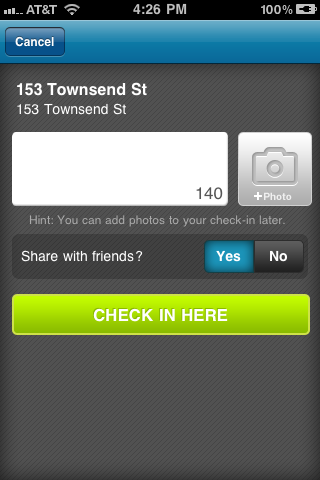 AT&T 4:26 PM 100%
Cancel
153 Townsend St
153 Townsend St
140
+Photo
Hint: You can add photos to your check-in later.
Share with friends? Yes No
CHECK IN HERE